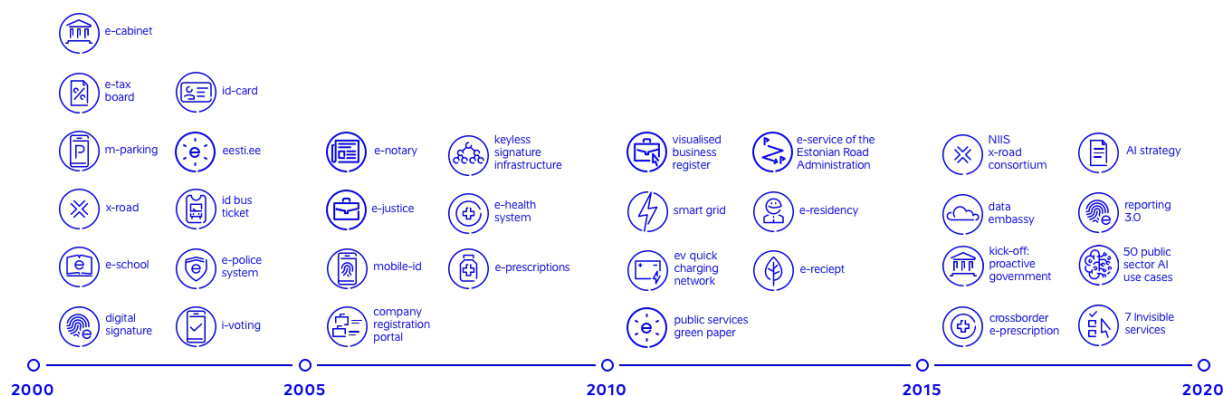 e-cabinet
e-tax
board
id-card
m-parking
eesti.ee
x-road
id bus
ticket
e-school
e-police
system
digital
signature
i-voting
e-notary
keyless
signature
infrastructure
e-justice
e-health
system
mobile-id
e-prescriptions
company
registration
portal
visualised
business
register
e-service of the
Estonian Road
Administration
smart grid
e-residency
ev quick
charging
network
e-reciept
public services
green paper
NIIS
x-road
consortium
AI strategy
data
embassy
reporting
3.0
kick-off:
proactive
government
50 public
sector AI
use cases
crossborder
e-prescription
7 Invisible
services
2000
2005
2010
2015
2020